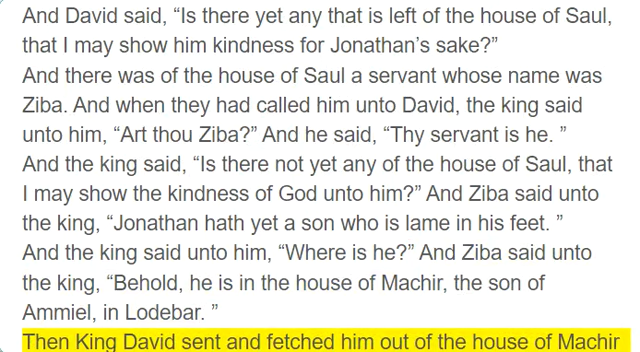 And David said, “Is there yet any that is left of the house of Saul,
that I may show him kindness for Jonathan’s sake?”
And there was of the house of Saul a servant whose name was
Ziba. And when they had called him unto David, the king said
unto him, “Art thou Ziba?” And he said, “Thy servant is he. ”
And the king said, “Is there not yet any of the house of Saul, that
I may show the kindness of God unto him?” And Ziba said unto
the king, “Jonathan hath yet a son who is lame in his feet. ”
And the king said unto him, “Where is he?” And Ziba said unto
the king, “Behold, he is in the house of Machir, the son of
Ammiel, in Lodebar. ”
Then King David sent and fetched him out of the house of Machir